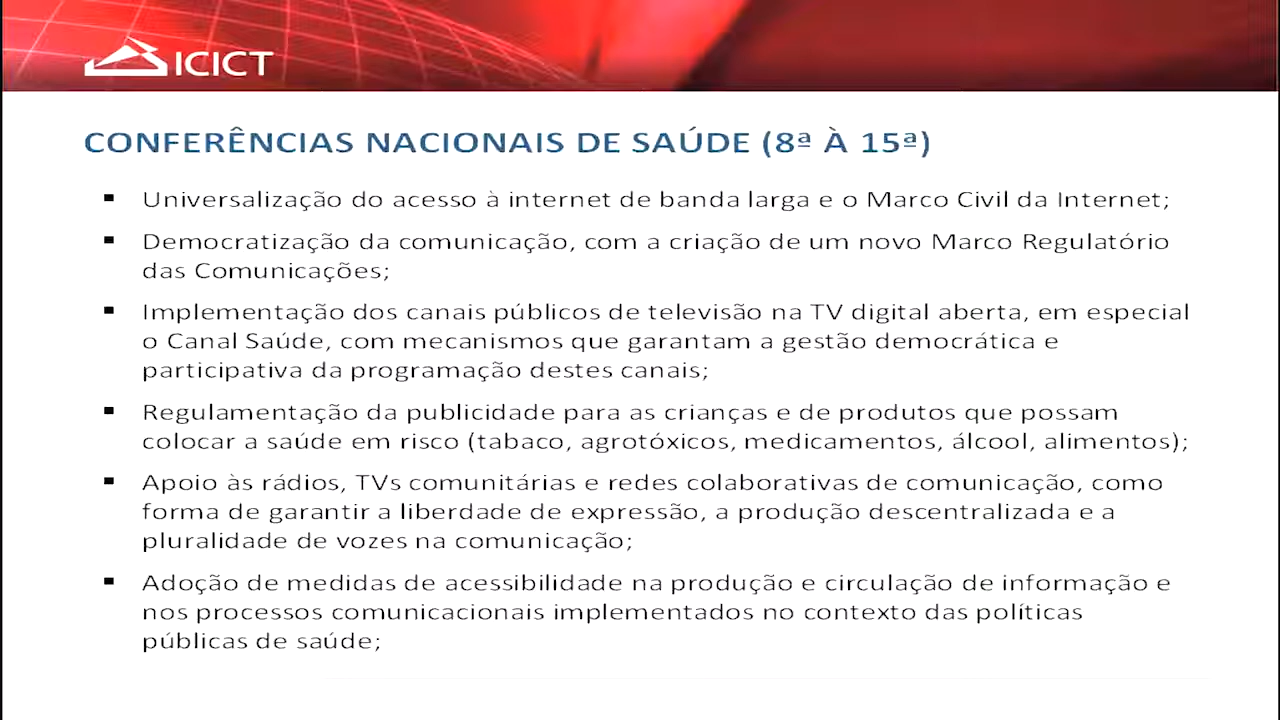 ICICT
CONFERÊNCIAS NACIONAIS DE SAÚDE (8ª À 15ª)
▪ Universalização do acesso à internet de banda larga e o Marco Civil da Internet;
▪ Democratização da comunicação, com a criação de um novo Marco Regulatório
das Comunicações;
▪ Implementação dos canais públicos de televisão na TV digital aberta, em especial
o Canal Saúde, com mecanismos que garantam a gestão democrática e
participativa da programação destes canais;
▪ Regulamentação da publicidade para as crianças e de produtos que possam
colocar a saúde em risco (tabaco, agrotóxicos, medicamentos, álcool, alimentos);
▪ Apoio às rádios, TVs comunitárias e redes colaborativas de comunicação, como
forma de garantir a liberdade de expressão, a produção descentralizada e a
pluralidade de vozes na comunicação;
▪ Adoção de medidas de acessibilidade na produção e circulação de informação e
nos processos comunicacionais implementados no contexto das políticas
públicas de saúde;